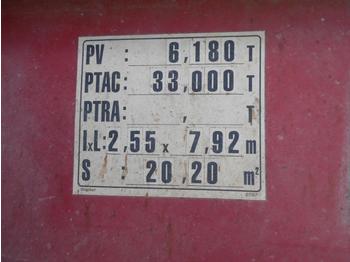 PV : 6,180 T
PTAC: 33,000 T
PTRA: , T
lxL:2,55 x 7,92 m
S : 20,20 m²